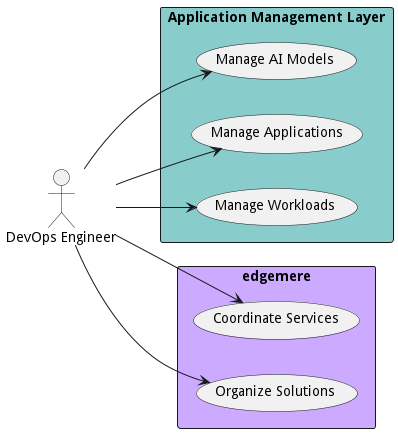 Application Management Layer
Manage AI Models
Manage Applications
Manage Workloads
DevOps Engineer
edgemere
Coordinate Services
Organize Solutions